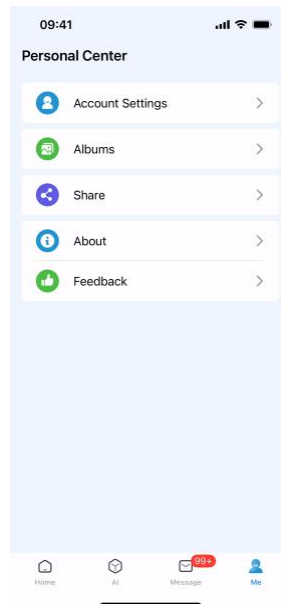 09:41
Personal Center
Account Settings
Albums
Share
About
Feedback
99+
Home
AI
Message
Me